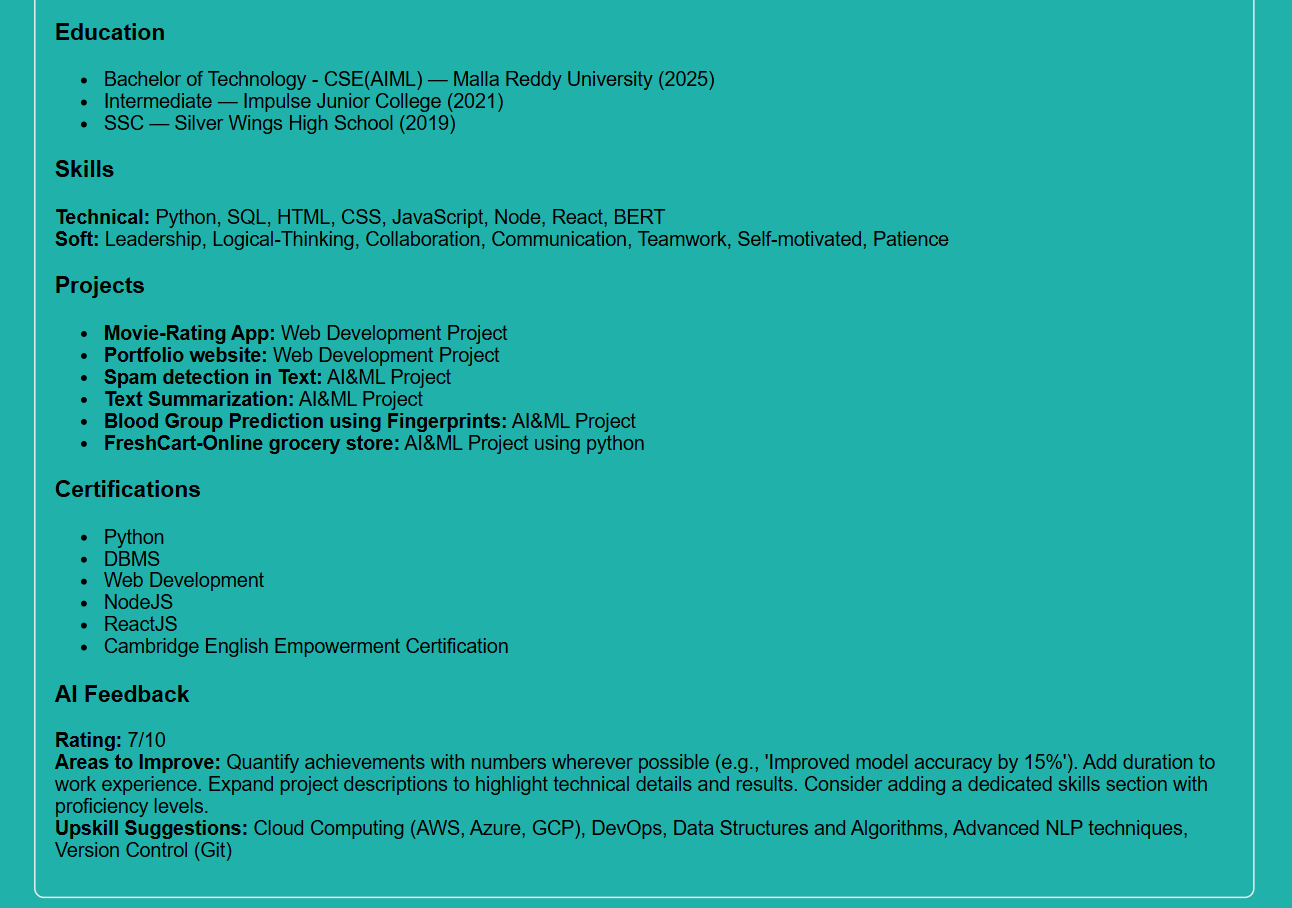 Education
• Bachelor of Technology - CSE(AIML) — Malla Reddy University (2025)
• Intermediate — Impulse Junior College (2021)
• SSC — Silver Wings High School (2019)
Skills
Technical: Python, SQL, HTML, CSS, JavaScript, Node, React, BERT
Soft: Leadership, Logical-Thinking, Collaboration, Communication, Teamwork, Self-motivated, Patience
Projects
• Movie-Rating App: Web Development Project
• Portfolio website: Web Development Project
• Spam detection in Text: AI&ML Project
• Text Summarization: AI&ML Project
• Blood Group Prediction using Fingerprints: AI&ML Project
• FreshCart-Online grocery store: AI&ML Project using python
Certifications
• Python
• DBMS
• Web Development
• NodeJS
• ReactJS
• Cambridge English Empowerment Certification
AI Feedback
Rating: 7/10
Areas to Improve: Quantify achievements with numbers wherever possible (e.g., 'Improved model accuracy by 15%'). Add duration to
work experience. Expand project descriptions to highlight technical details and results. Consider adding a dedicated skills section with
proficiency levels.
Upskill Suggestions: Cloud Computing (AWS, Azure, GCP), DevOps, Data Structures and Algorithms, Advanced NLP techniques,
Version Control (Git)